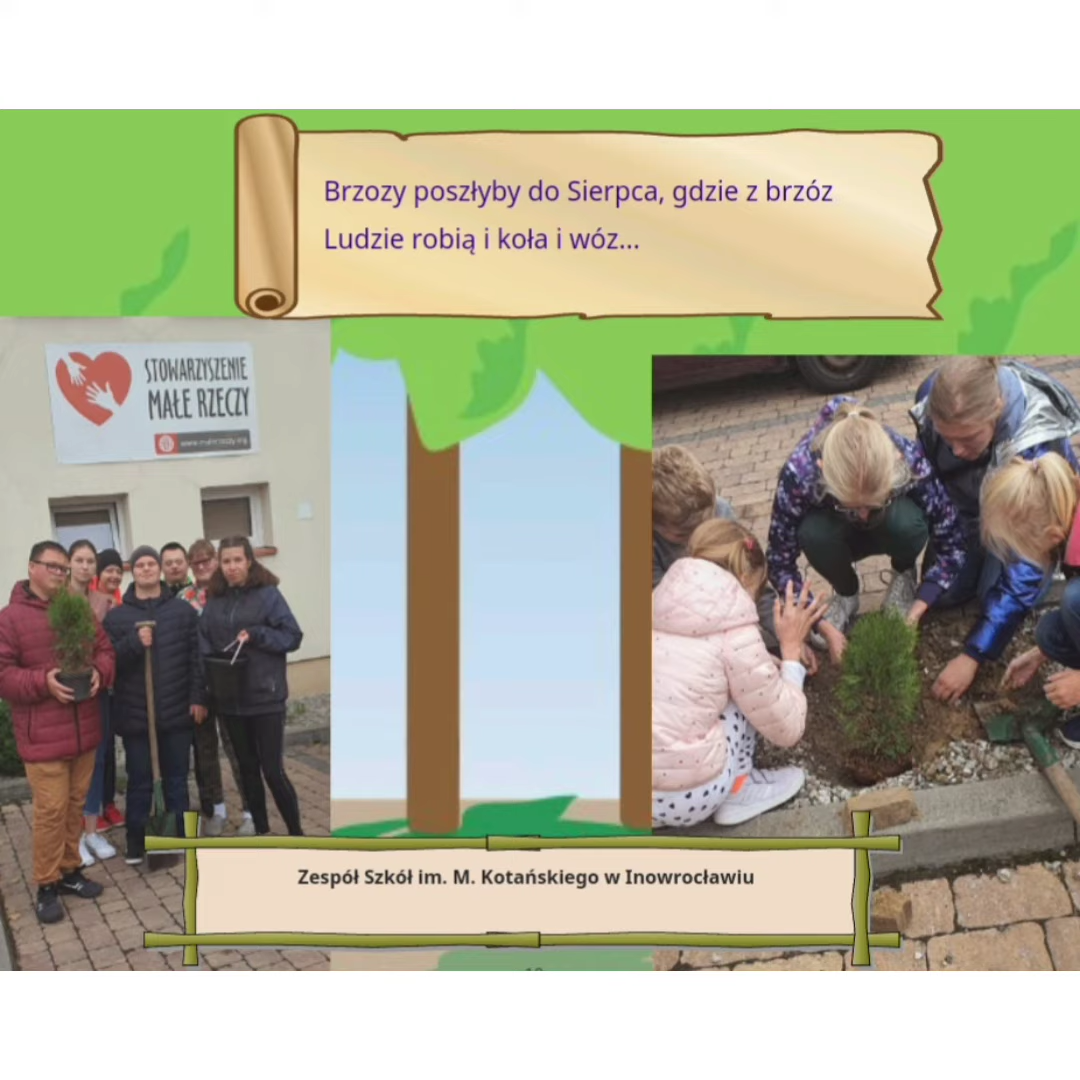 Brzozy poszłyby do Sierpca, gdzie z brzóz
Ludzie robią i koła i wóz...
STOWARZYSZENIE
MAŁE RZECZY
Zespół Szkół im. M. Kotańskiego w Inowrocławiu